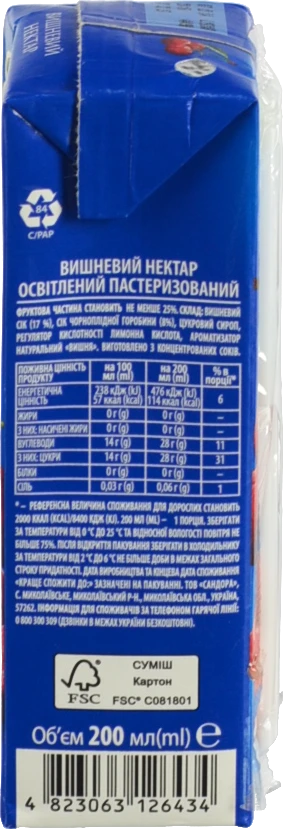 ВИШНЕВИЙ
НЕКТАР
84
C/PAP
ВИШНЕВИЙ НЕКТАР
ОСВІТЛЕНИЙ ПАСТЕРИЗОВАНИЙ
ФРУКТОВА ЧАСТИНА СТАНОВИТЬ НЕ МЕНШЕ 25%. СКЛАД: ВИШНЕВИЙ
СІК (17 %), СІК ЧОРНОПЛІДНОЇ ГОРОБИНИ (8%), ЦУКРОВИЙ СИРОП,
РЕГУЛЯТОР КИСЛОТНОСТІ ЛИМОННА КИСЛОТА, АРОМАТИЗАТОР
НАТУРАЛЬНИЙ «ВИШНЯ», ВИГОТОВЛЕНО З КОНЦЕНТРОВАНИХ СОКІВ.
ПОЖИВНА ЦІННІСТЬ ПРОДУКТУ на 100 мл (ml) на 200 мл (ml) % в порції*
ЕНЕРГЕТИЧНА ЦІННІСТЬ 238 кДж (kJ) 57 ккал (kcal) 476 кДж (kJ) 114 ккал (kcal) 6
ЖИРИ 0 г (g) 0 г (g) -
З НИХ: НАСИЧЕНІ ЖИРИ 0 г (g) 0 г (g) -
ВУГЛЕВОДИ 14 г (g) 28 г (g) 11
З НИХ: ЦУКРИ 14 г (g) 28 г (g) 31
БІЛКИ 0 г (g) 0 г (g) -
СІЛЬ 0,03 г (g) 0,06 г (g) 1
* – РЕФЕРЕНСНА ВЕЛИЧИНА СПОЖИВАННЯ ДЛЯ ДОРОСЛИХ СТАНОВИТЬ
2000 ККАЛ (KCAL)/8400 КДЖ (KJ). 200 МЛ (ML) – 1 ПОРЦІЯ. ЗБЕРІГАТИ
ЗА ТЕМПЕРАТУРИ ВІД 0 °С ДО 25 °С ТА ВІДНОСНОЇ ВОЛОГОСТІ ПОВІТРЯ НЕ
БІЛЬШЕ 75%. ПІСЛЯ ВІДКРИТТЯ ПАКУВАННЯ ЗБЕРІГАТИ В ХОЛОДИЛЬНИКУ
ЗА ТЕМПЕРАТУРИ ВІД 2 °С ДО 6 °С НЕ БІЛЬШЕ ДОБИ В МЕЖАХ ЗАГАЛЬНОГО
СТРОКУ ПРИДАТНОСТІ. ДАТА ВИРОБНИЦТВА ТА КІНЦЕВА ДАТА СПОЖИВАННЯ
«КРАЩЕ СПОЖИТИ ДО» ЗАЗНАЧЕНІ НА ПАКУВАННІ. ТОВ «САНДОРА»,
С. МИКОЛАЇВСЬКЕ, МИКОЛАЇВСЬКИЙ Р-Н, МИКОЛАЇВСЬКА ОБЛ., УКРАЇНА,
57262. ІНФОРМАЦІЯ ДЛЯ СПОЖИВАЧІВ ЗА ТЕЛЕФОНОМ ГАРЯЧОЇ ЛІНІЇ:
0 800 300 309 (ДЗВІНКИ В МЕЖАХ УКРАЇНИ БЕЗКОШТОВНІ).
FSC
СУМІШ
Картон
FSC® C081801
Об'єм 200 мл(ml) ℮
4 823063 126434